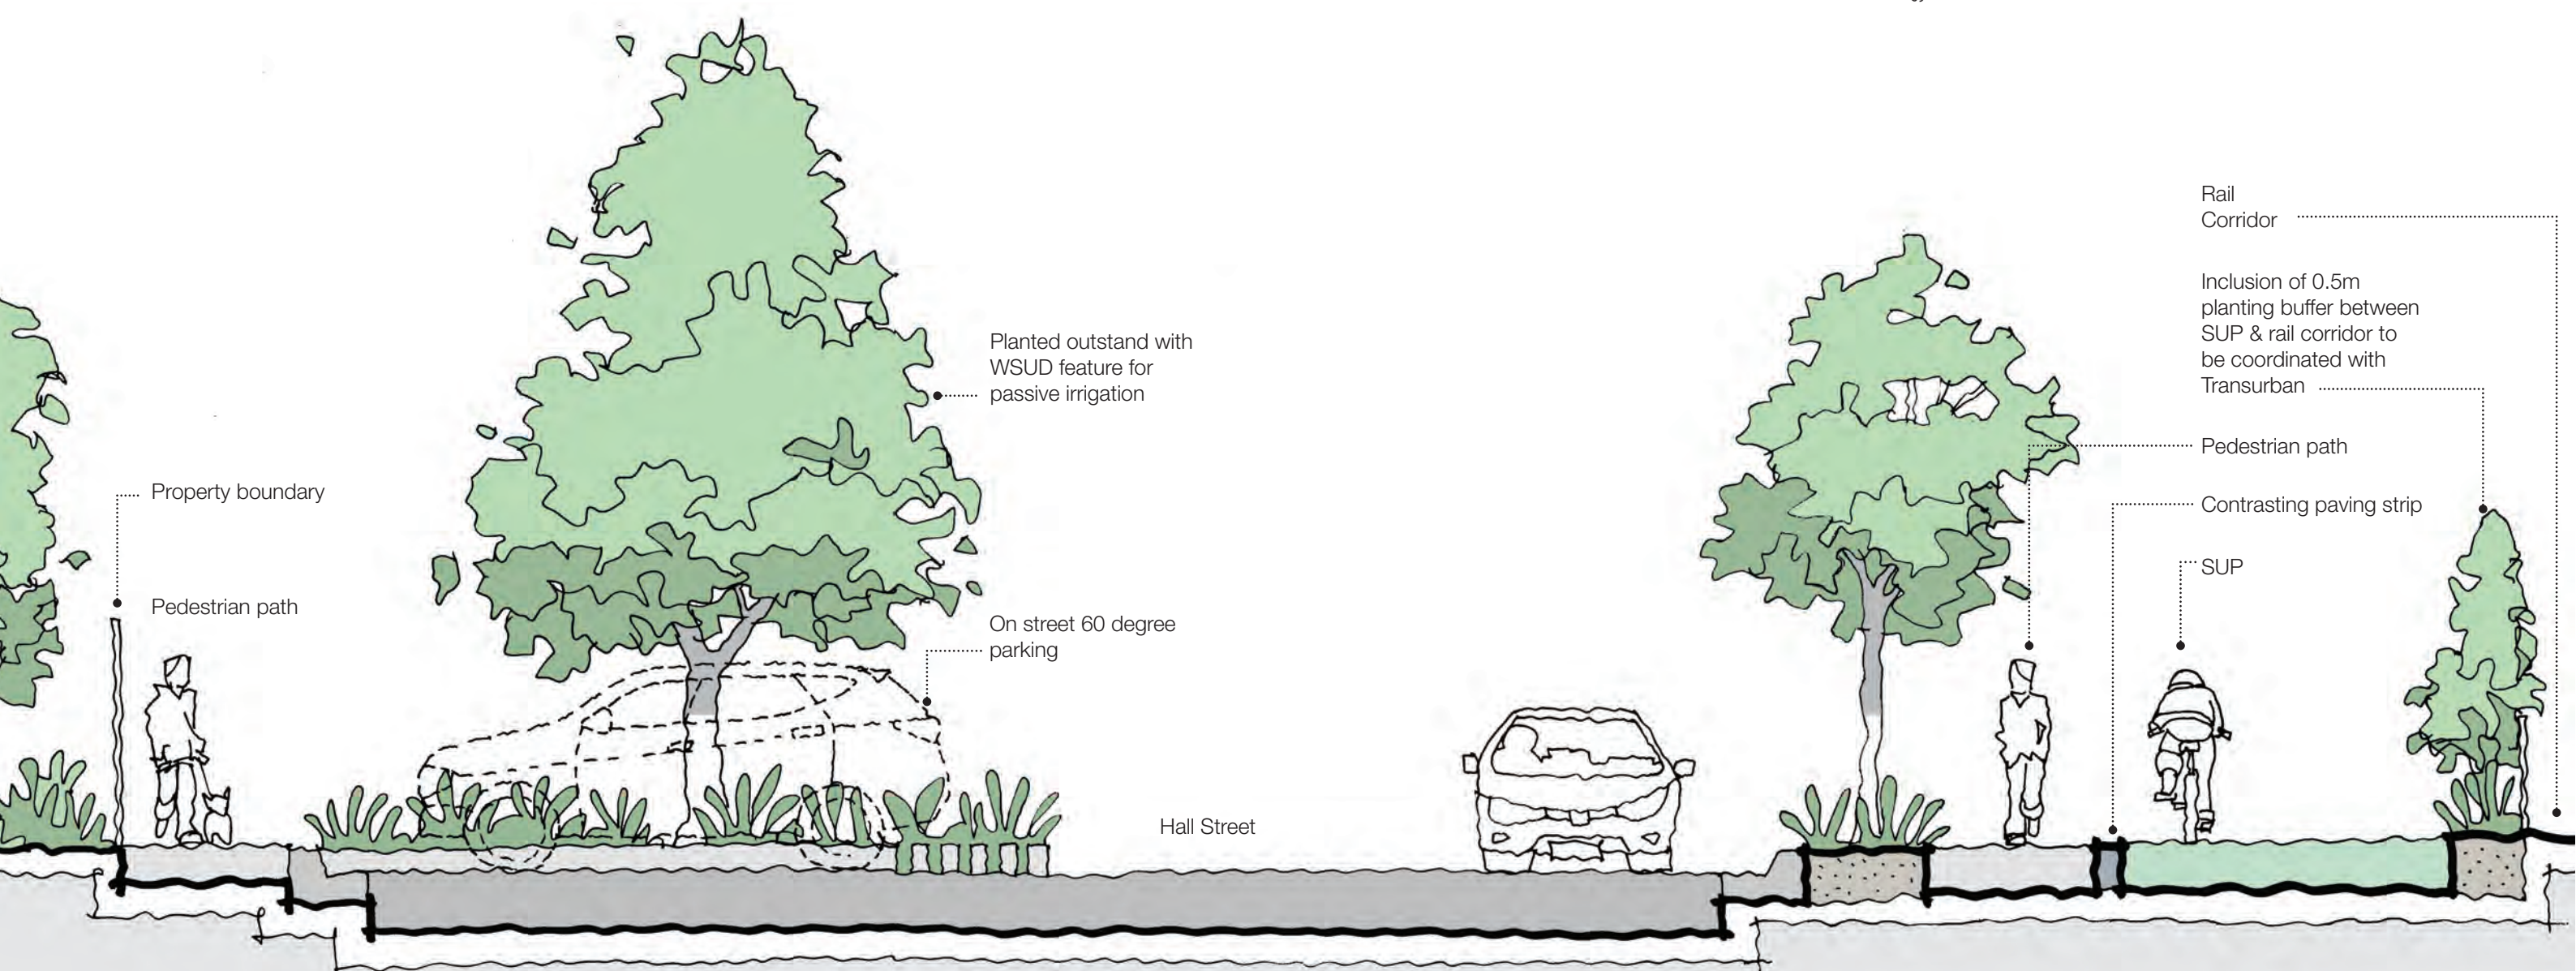 Rail
Corridor
Inclusion of 0.5m
planting buffer between
SUP & rail corridor to
be coordinated with
Transurban
Planted outstand with
WSUD feature for
passive irrigation
Pedestrian path
Property boundary
Contrasting paving strip
SUP
Pedestrian path
On street 60 degree
parking
Hall Street